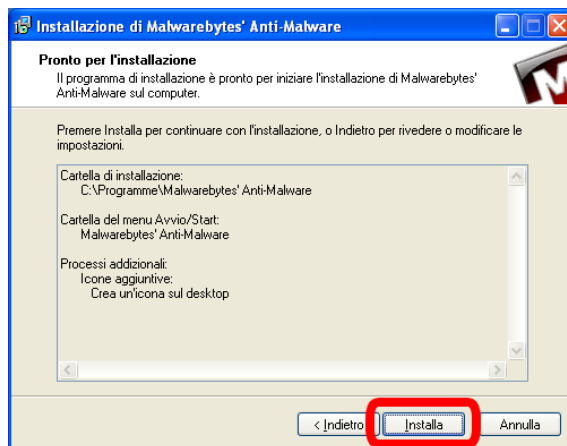 Installazione di Malwarebytes' Anti-Malware
Pronto per l'installazione
Il programma di installazione è pronto per iniziare l'installazione di Malwarebytes'
Anti-Malware sul computer.
Premere Installa per continuare con l'installazione, o Indietro per rivedere o modificare le
impostazioni.
Cartella di installazione:
C:\Programme\Malwarebytes' Anti-Malware
Cartella del menu Avvio/Start:
Malwarebytes' Anti-Malware
Processi addizionali:
Icone aggiuntive:
Crea un'icona sul desktop
< Indietro
Installa
Annulla